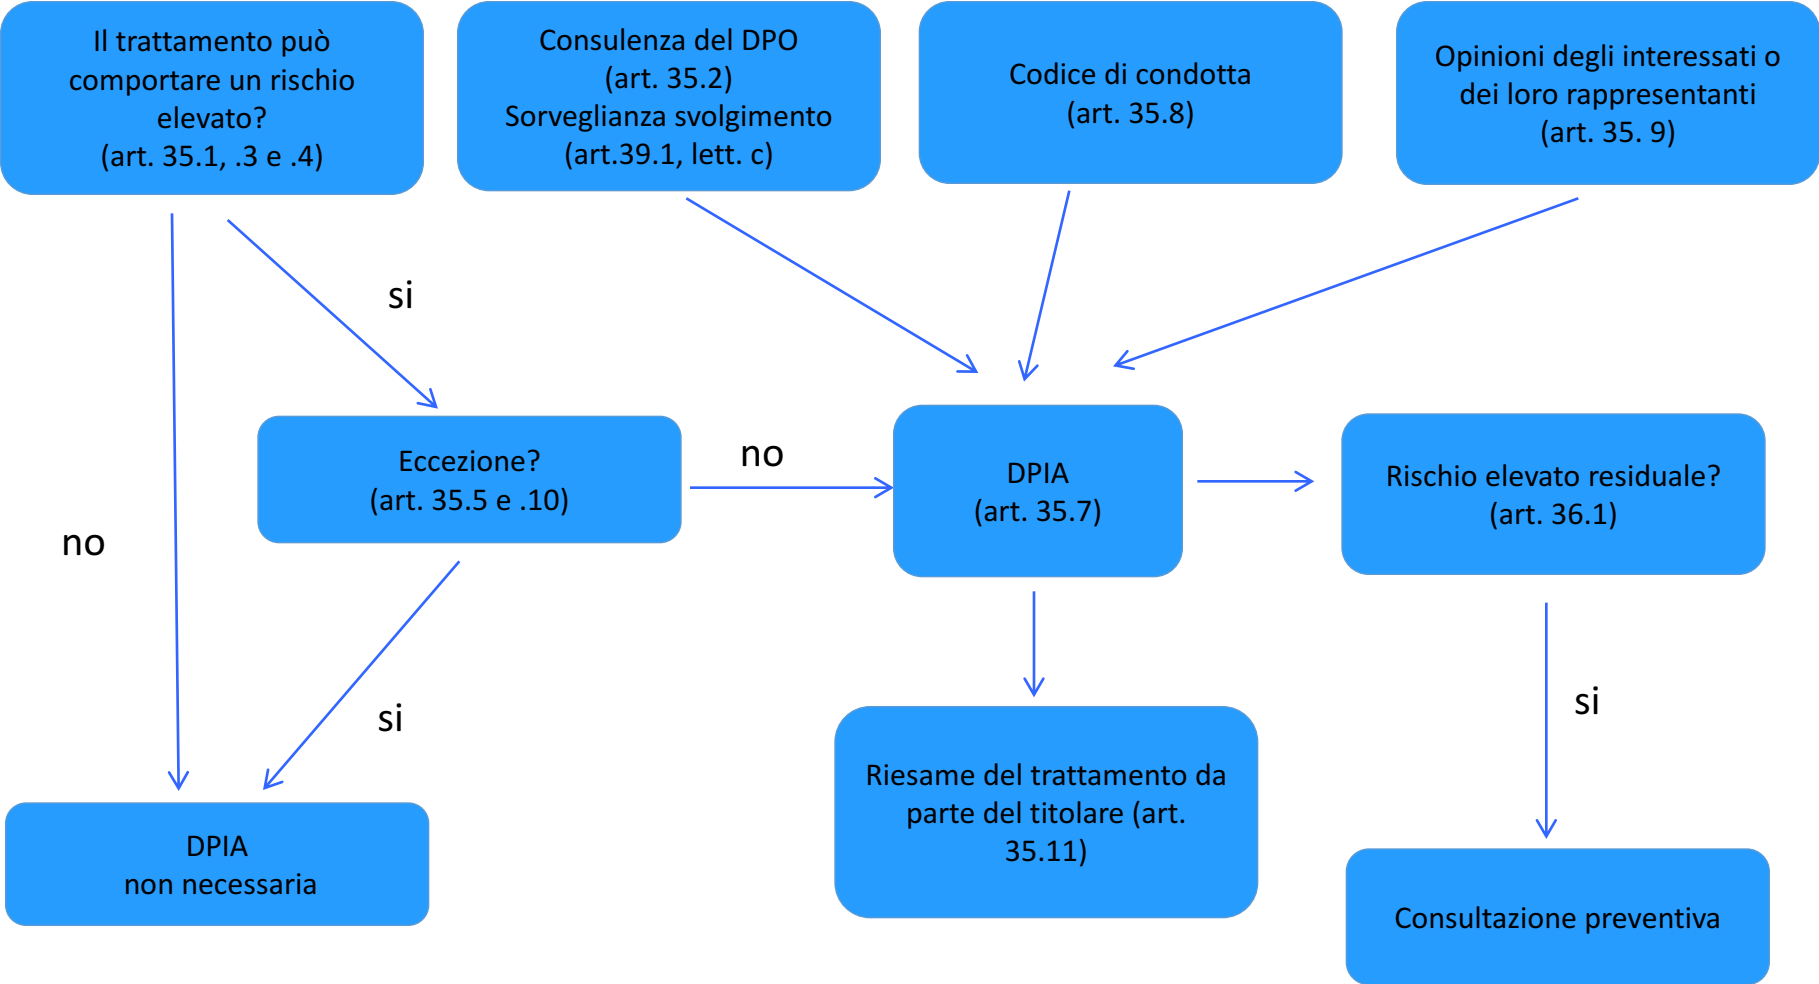 Il trattamento può
comportare un rischio
elevato?
(art. 35.1, .3 e .4)
Consulenza del DPO
(art. 35.2)
Sorveglianza svolgimento
(art.39.1, lett. c)
Codice di condotta
(art. 35.8)
Opinioni degli interessati o
dei loro rappresentanti
(art. 35. 9)
si
Eccezione?
(art. 35.5 e .10)
no
DPIA
(art. 35.7)
Rischio elevato residuale?
(art. 36.1)
no
si
si
Riesame del trattamento da
parte del titolare (art.
35.11)
DPIA
non necessaria
Consultazione preventiva